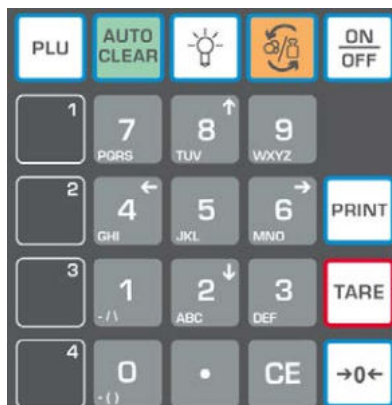 PLU AUTO CLEAR ON OFF
1 7 PQRS 8 TUV 9 WXYZ
2 4 GHI 5 JKL 6 MNO PRINT
3 1 -/\ 2 ABC 3 DEF TARE
4 0 -() . CE →0←